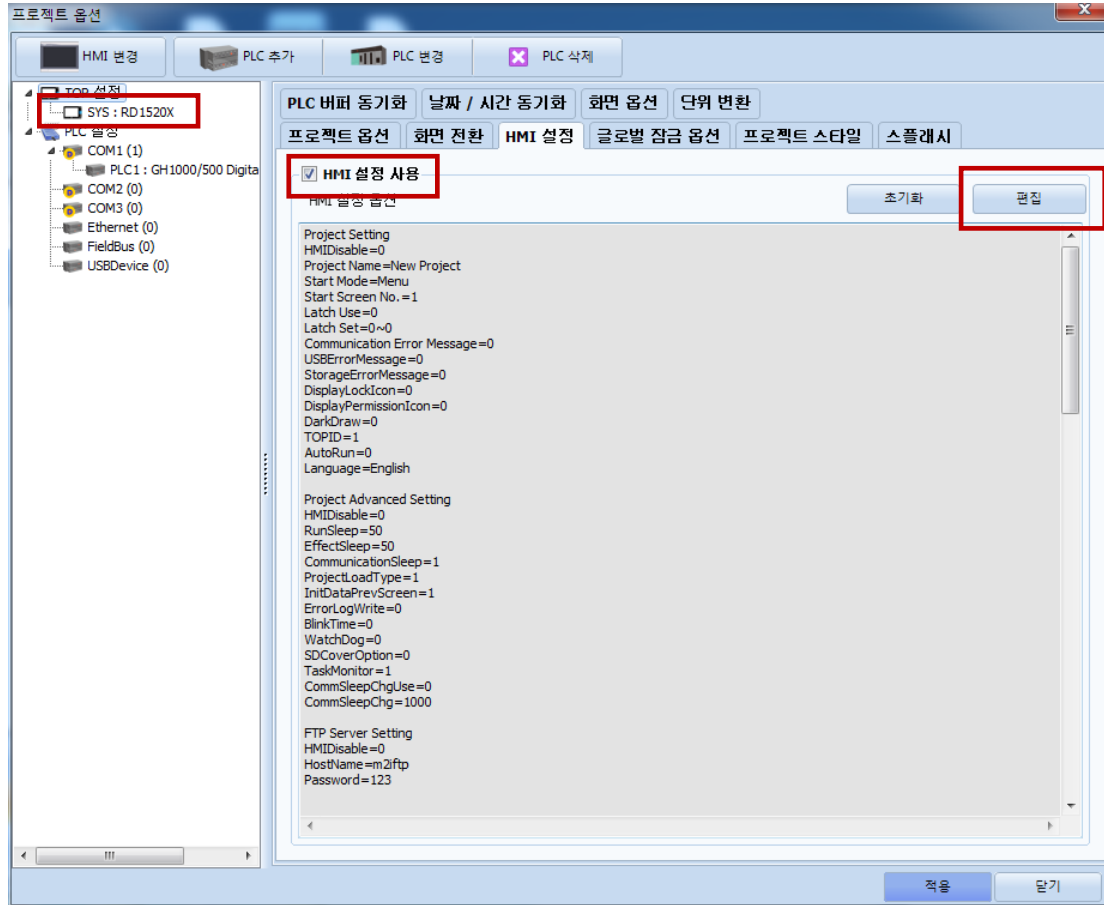 프로젝트 옵션
HMI 변경 PLC 추가 PLC 변경 PLC 삭제
TOP 설정
SYS : RD1520X
PLC 설정
COM1 (1)
PLC1 : GH1000/500 Digita
COM2 (0)
COM3 (0)
Ethernet (0)
FieldBus (0)
USBDevice (0)
PLC 버퍼 동기화 날짜 / 시간 동기화 화면 옵션 단위 변환
프로젝트 옵션 화면 전환 HMI 설정 글로벌 잠금 옵션 프로젝트 스타일 스플래시
HMI 설정 사용
HMI 설정 옵션 초기화 편집
Project Setting
HMIDisable=0
Project Name=New Project
Start Mode=Menu
Start Screen No.=1
Latch Use=0
Latch Set=0~0
Communication Error Message=0
USBErrorMessage=0
StorageErrorMessage=0
DisplayLockIcon=0
DisplayPermissionIcon=0
DarkDraw=0
TOPID=1
AutoRun=0
Language=English
Project Advanced Setting
HMIDisable=0
RunSleep=50
EffectSleep=50
CommunicationSleep=1
ProjectLoadType=1
InitDataPrevScreen=1
ErrorLogWrite=0
BlinkTime=0
WatchDog=0
SDCoverOption=0
TaskMonitor=1
CommSleepChgUse=0
CommSleepChg=1000
FTP Server Setting
HMIDisable=0
HostName=m2iftp
Password=123
적용 닫기